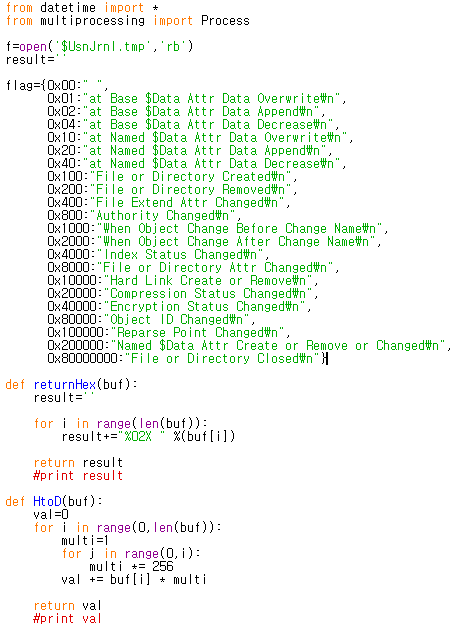 from datetime import *
from multiprocessing import Process

f=open('$UsnJrnl.tmp','rb')
result=''

flag={0x00:" ",
      0x01:"at Base $Data Attr Data Overwrite₩n",
      0x02:"at Base $Data Attr Data Append₩n",
      0x04:"at Base $Data Attr Data Decrease₩n",
      0x10:"at Named $Data Attr Data Overwrite₩n",
      0x20:"at Named $Data Attr Data Append₩n",
      0x40:"at Named $Data Attr Data Decrease₩n",
      0x100:"File or Directory Created₩n",
      0x200:"File or Directory Removed₩n",
      0x400:"File Extend Attr Changed₩n",
      0x800:"Authority Changed₩n",
      0x1000:"When Object Change Before Change Name₩n",
      0x2000:"When Object Change After Change Name₩n",
      0x4000:"Index Status Changed₩n",
      0x8000:"File or Directory Attr Changed₩n",
      0x10000:"Hard Link Create or Remove₩n",
      0x20000:"Compression Status Changed₩n",
      0x40000:"Encryption Status Changed₩n",
      0x80000:"Object ID Changed₩n",
      0x100000:"Reparse Point Changed₩n",
      0x200000:"Named $Data Attr Create or Remove or Changed₩n",
      0x80000000:"File or Directory Closed₩n"}

def returnHex(buf):
    result=''

    for i in range(len(buf)):
        result+="%02X " %(buf[i])

    return result
    #print result

def HtoD(buf):
    val=0
    for i in range(0,len(buf)):
        multi=1
        for j in range(0,i):
            multi *= 256
        val += buf[i] * multi

    return val
    #print val